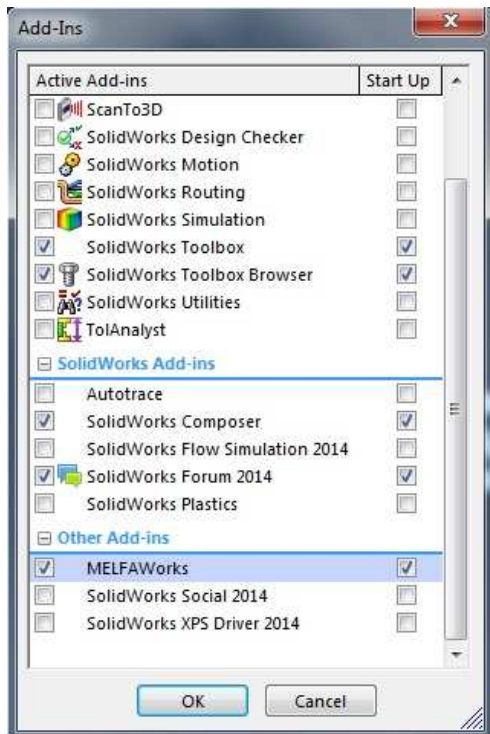 Add-Ins
Active Add-ins Start Up
ScanTo3D
SolidWorks Design Checker
SolidWorks Motion
SolidWorks Routing
SolidWorks Simulation
SolidWorks Toolbox
SolidWorks Toolbox Browser
SolidWorks Utilities
TolAnalyst
SolidWorks Add-ins
Autotrace
SolidWorks Composer
SolidWorks Flow Simulation 2014
SolidWorks Forum 2014
SolidWorks Plastics
Other Add-ins
MELFAWorks
SolidWorks Social 2014
SolidWorks XPS Driver 2014
OK Cancel